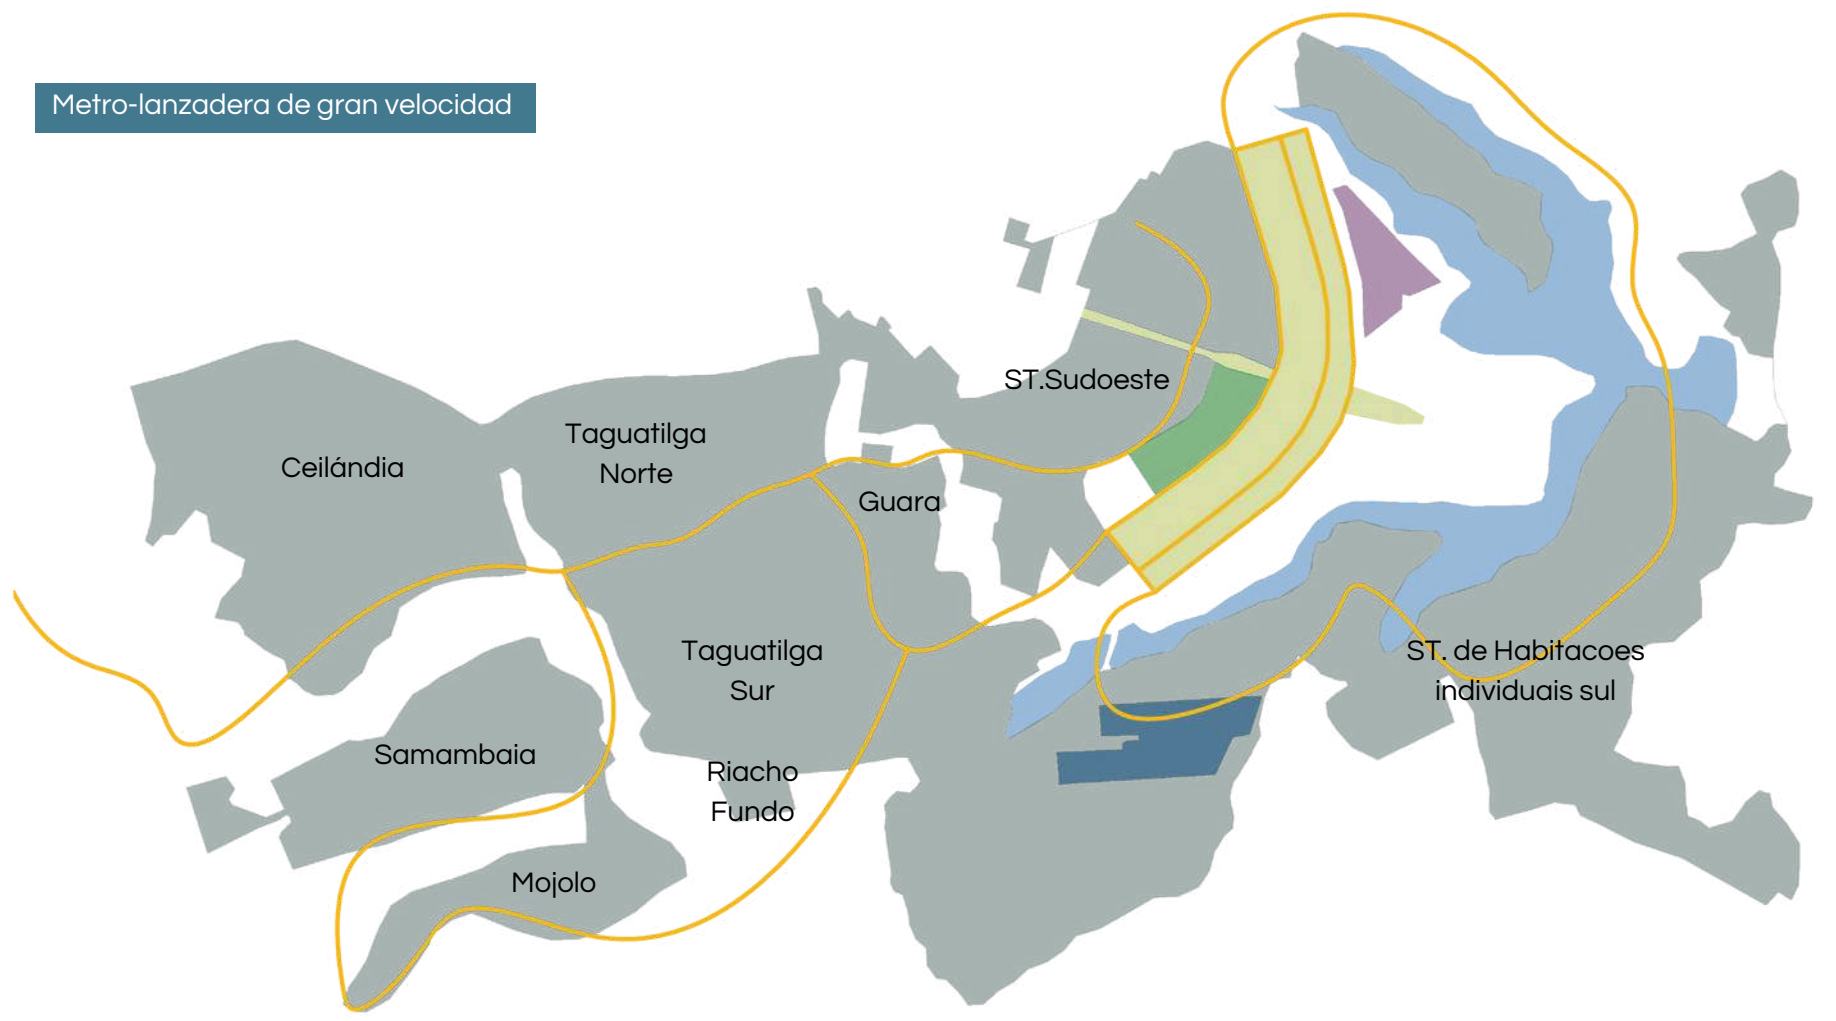 Metro-lanzadera de gran velocidad
ST.Sudoeste
Taguatilga
Norte
Ceilándia
Guara
Taguatilga
Sur
ST. de Habitacoes
individuais sul
Samambaia
Riacho
Fundo
Mojolo